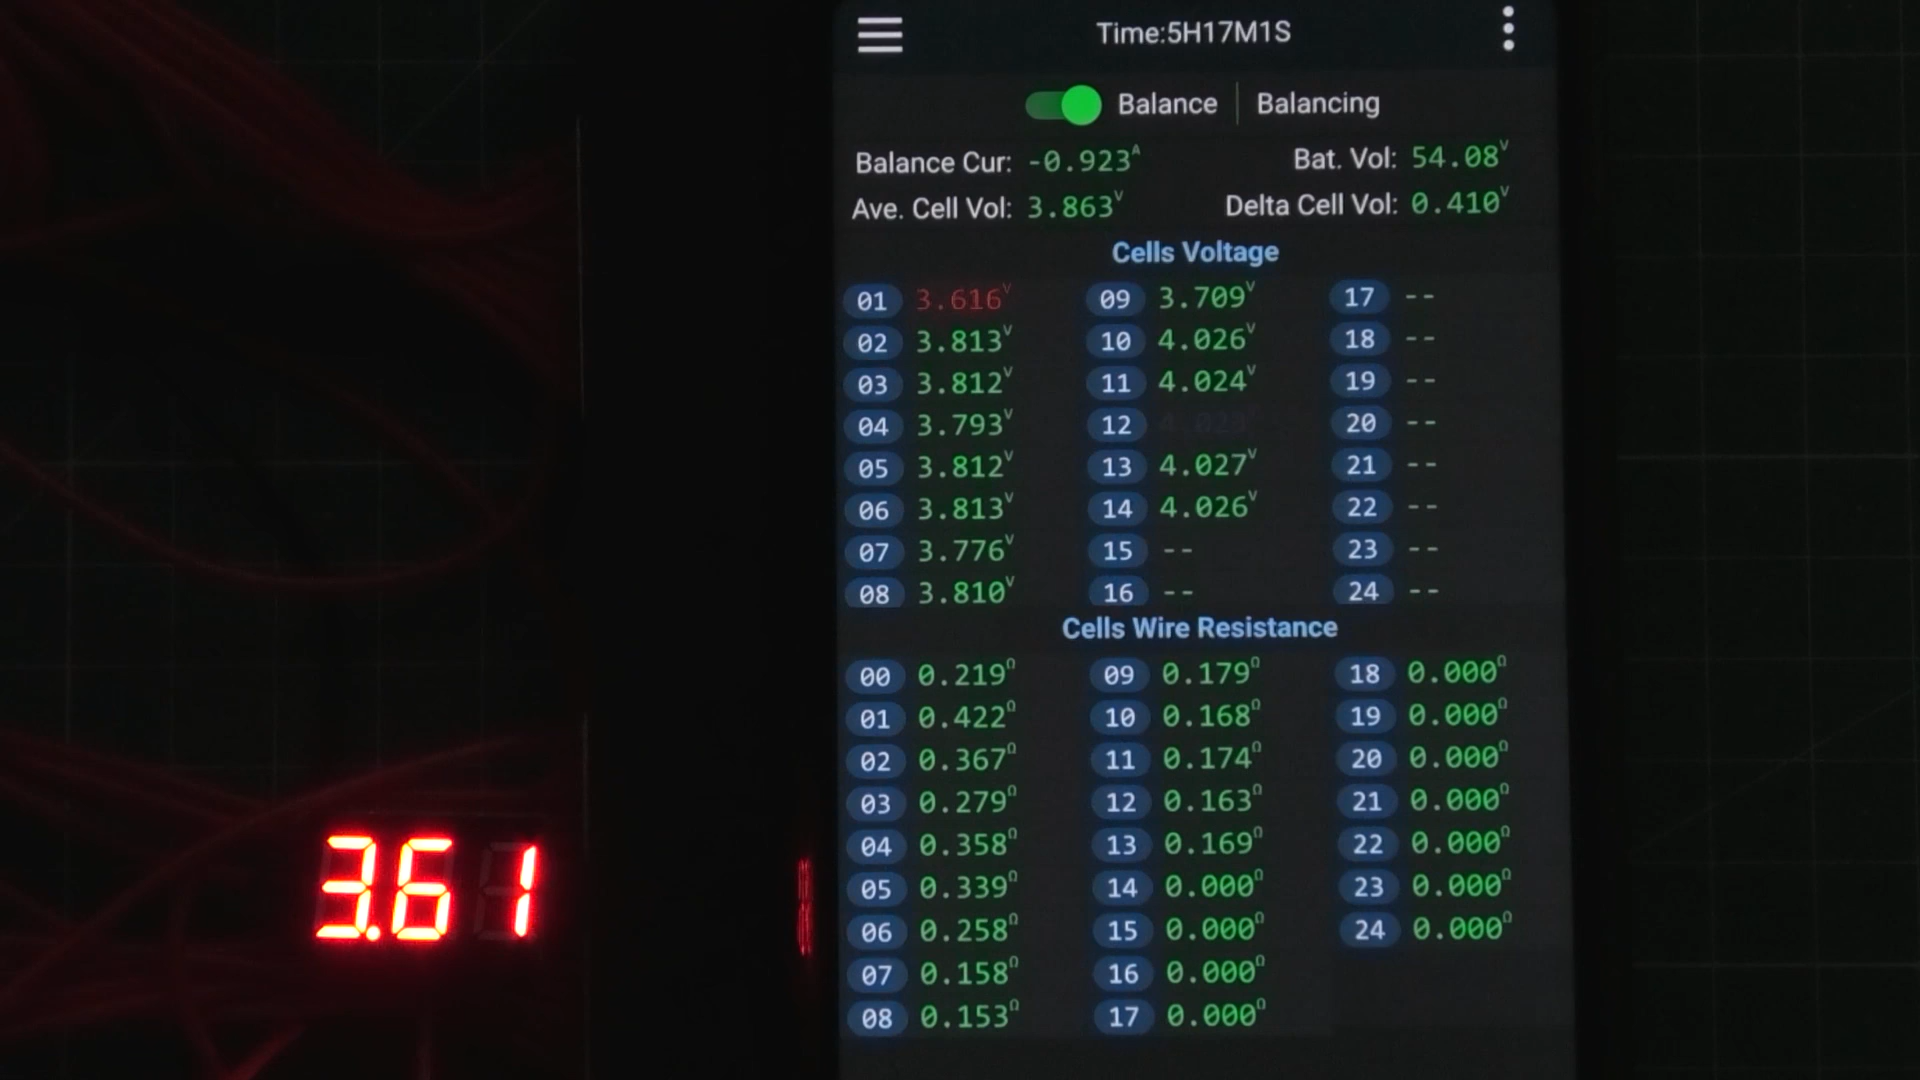 Time:5H17M1S
Balance | Balancing
Balance Cur: -0.923A Bat. Vol: 54.08V
Ave. Cell Vol: 3.863V Delta Cell Vol: 0.410V
Cells Voltage
01 3.616V 09 3.709V 17 --
02 3.813V 10 4.026V 18 --
03 3.812V 11 4.024V 19 --
04 3.793V 12 20 --
05 3.812V 13 4.027V 21 --
06 3.813V 14 4.026V 22 --
07 3.776V 15 -- 23 --
08 3.810V 16 -- 24 --
Cells Wire Resistance
00 0.219Ω 09 0.179Ω 18 0.000Ω
01 0.422Ω 10 0.168Ω 19 0.000Ω
02 0.367Ω 11 0.174Ω 20 0.000Ω
03 0.279Ω 12 0.163Ω 21 0.000Ω
04 0.358Ω 13 0.169Ω 22 0.000Ω
05 0.339Ω 14 0.000Ω 23 0.000Ω
06 0.258Ω 15 0.000Ω 24 0.000Ω
07 0.158Ω 16 0.000Ω
08 0.153Ω 17 0.000Ω
3.61